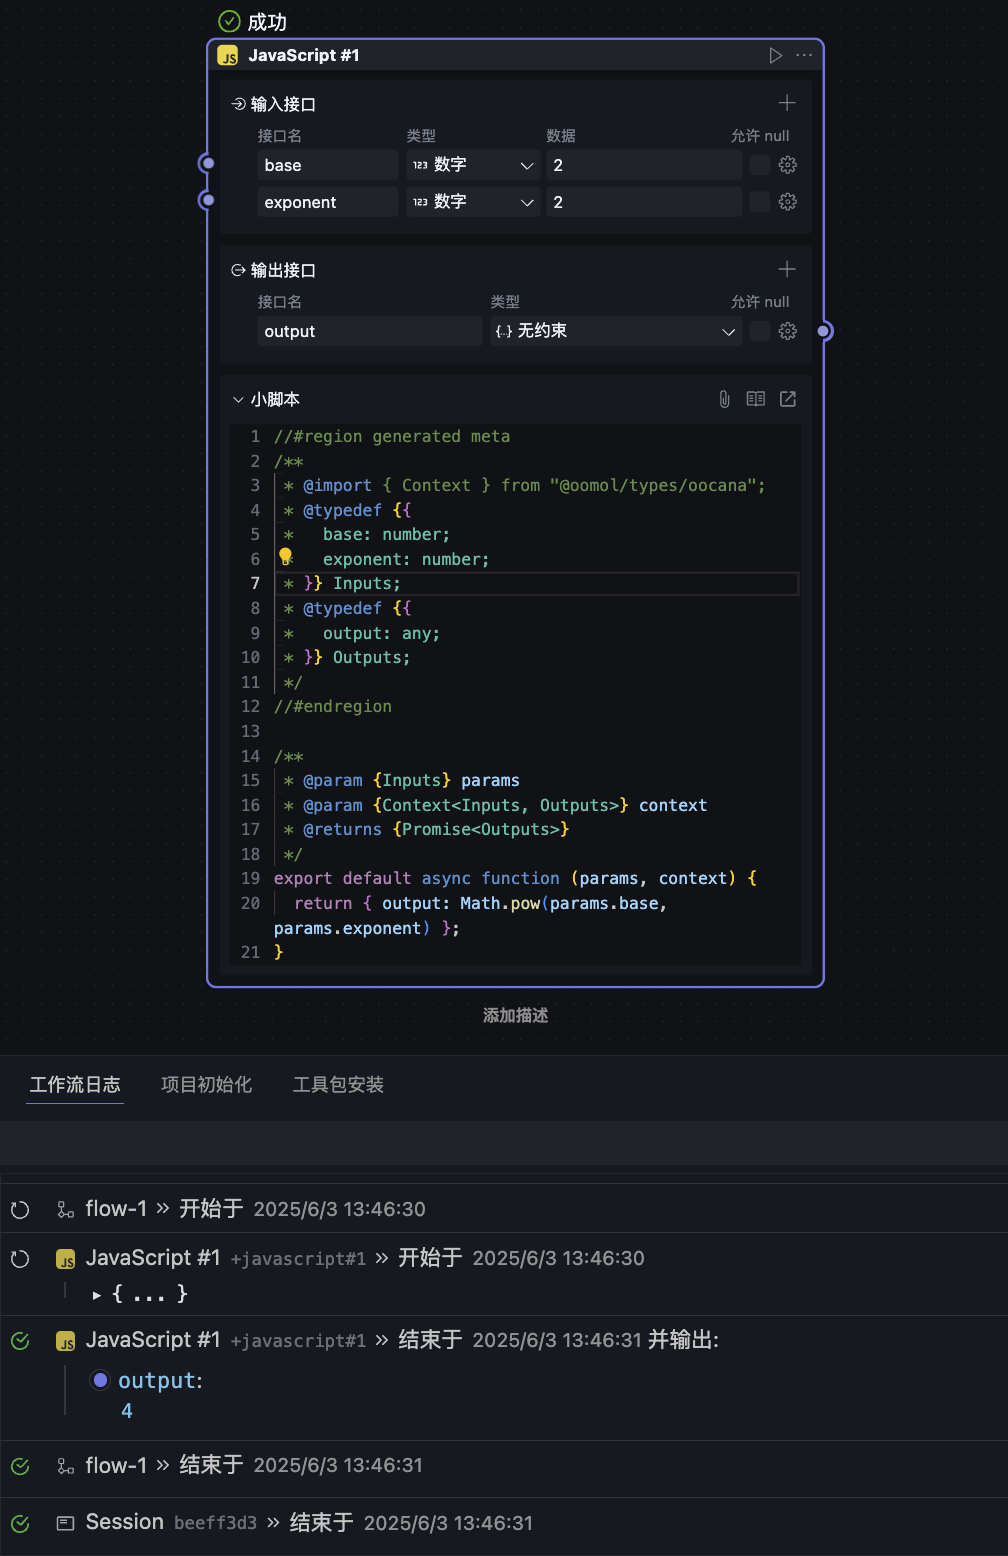 成功
JS JavaScript #1
输入接口
接口名 类型 数据 允许 null
base 123 数字 2
exponent 123 数字 2
输出接口
接口名 类型 允许 null
output {..} 无约束
小脚本
1 //#region generated meta
2 /**
3 * @import { Context } from "@oomol/types/oocana";
4 * @typedef {{
5 *   base: number;
6 *   exponent: number;
7 * }} Inputs;
8 * @typedef {{
9 *   output: any;
10 * }} Outputs;
11 */
12 //#endregion
13
14 /**
15 * @param {Inputs} params
16 * @param {Context<Inputs, Outputs>} context
17 * @returns {Promise<Outputs>}
18 */
19 export default async function (params, context) {
20 return { output: Math.pow(params.base,
params.exponent) };
21 }
添加描述
工作流日志 项目初始化 工具包安装
flow-1 » 开始于 2025/6/3 13:46:30
JS JavaScript #1 +javascript#1 » 开始于 2025/6/3 13:46:30
▸ { ... }
JS JavaScript #1 +javascript#1 » 结束于 2025/6/3 13:46:31 并输出:
output:
4
flow-1 » 结束于 2025/6/3 13:46:31
Session beeff3d3 » 结束于 2025/6/3 13:46:31